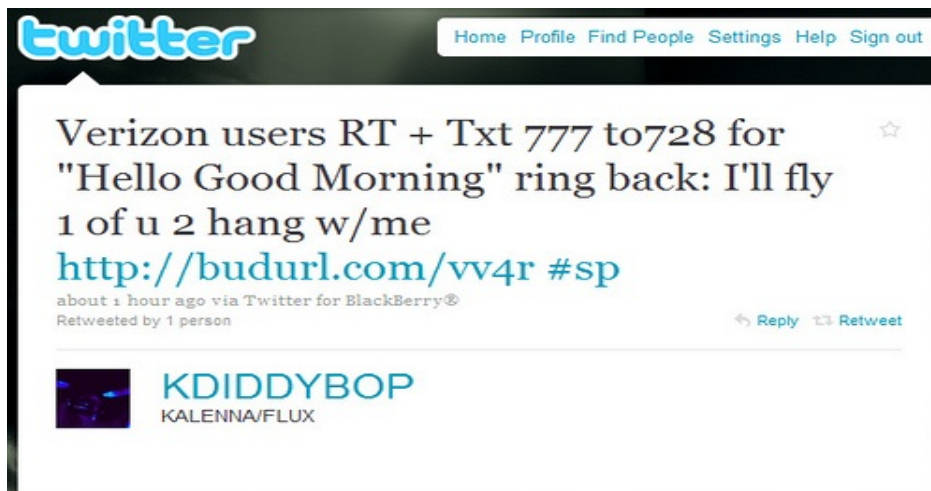 twitter
Home Profile Find People Settings Help Sign out
Verizon users RT + Txt 777 to728 for
"Hello Good Morning" ring back: I'll fly
1 of u 2 hang w/me
http://budurl.com/vv4r #sp
about 1 hour ago via Twitter for BlackBerry®
Retweeted by 1 person
Reply Retweet
KDIDDYBOP
KALENNA/FLUX